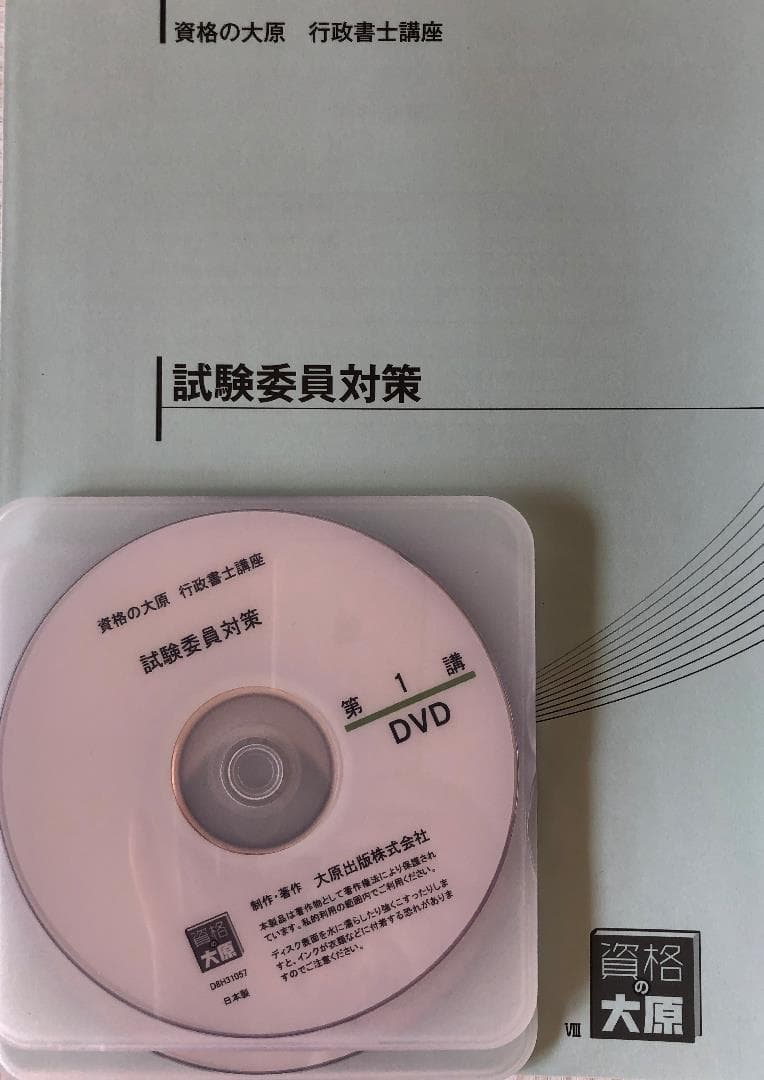 資格の大原　行政書士講座
試験委員対策
資格の大原　行政書士講座
試験委員対策
第　1　講
DVD
制作・著作　大原出版株式会社
本製品は著作物として著作権法により保護され
ています。私的利用の範囲内でご利用ください。
ディスク表面を水に濡らしたり強くこすったりしま
すと、インクが衣類などに付着する恐れがありま
すのでご注意ください。
資格
の
大原
DBH31057
日本製
Ⅷ
資格
の
大原